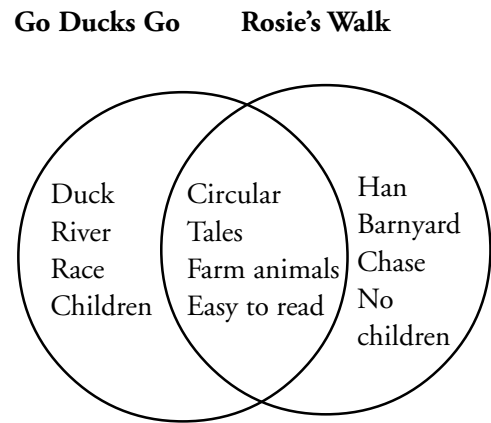 Go Ducks Go
Rosie's Walk
Duck
River
Race
Children
Circular
Tales
Farm animals
Easy to read
Han
Barnyard
Chase
No
children